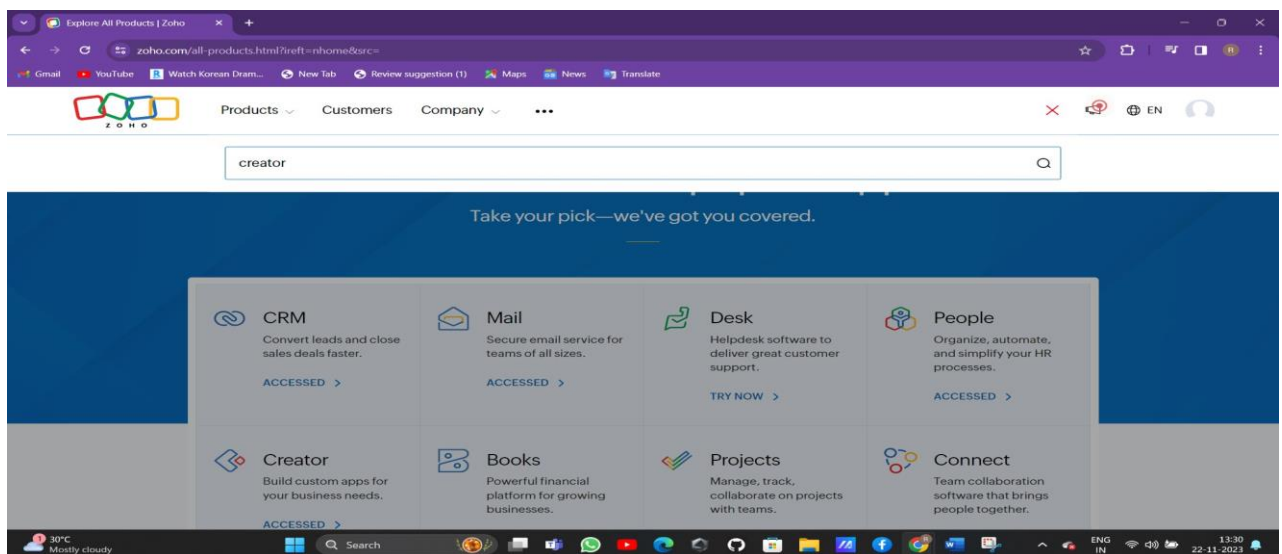 Explore All Products | Zoho
zoho.com/all-products.html?ireft=nhome&src=
Gmail YouTube Watch Korean Dram... New Tab Review suggestion (1) Maps News Translate
ZOHO Products Customers Company ••• EN
creator
Take your pick—we've got you covered.
CRM
Convert leads and close
sales deals faster.
ACCESSED >
Mail
Secure email service for
teams of all sizes.
ACCESSED >
Desk
Helpdesk software to
deliver great customer
support.
TRY NOW >
People
Organize, automate,
and simplify your HR
processes.
ACCESSED >
Creator
Build custom apps for
your business needs.
ACCESSED >
Books
Powerful financial
platform for growing
businesses.
Projects
Manage, track,
collaborate on projects
with teams.
Connect
Team collaboration
software that brings
people together.
30°C
Mostly cloudy
Search
ENG
IN
13:30
22-11-2023